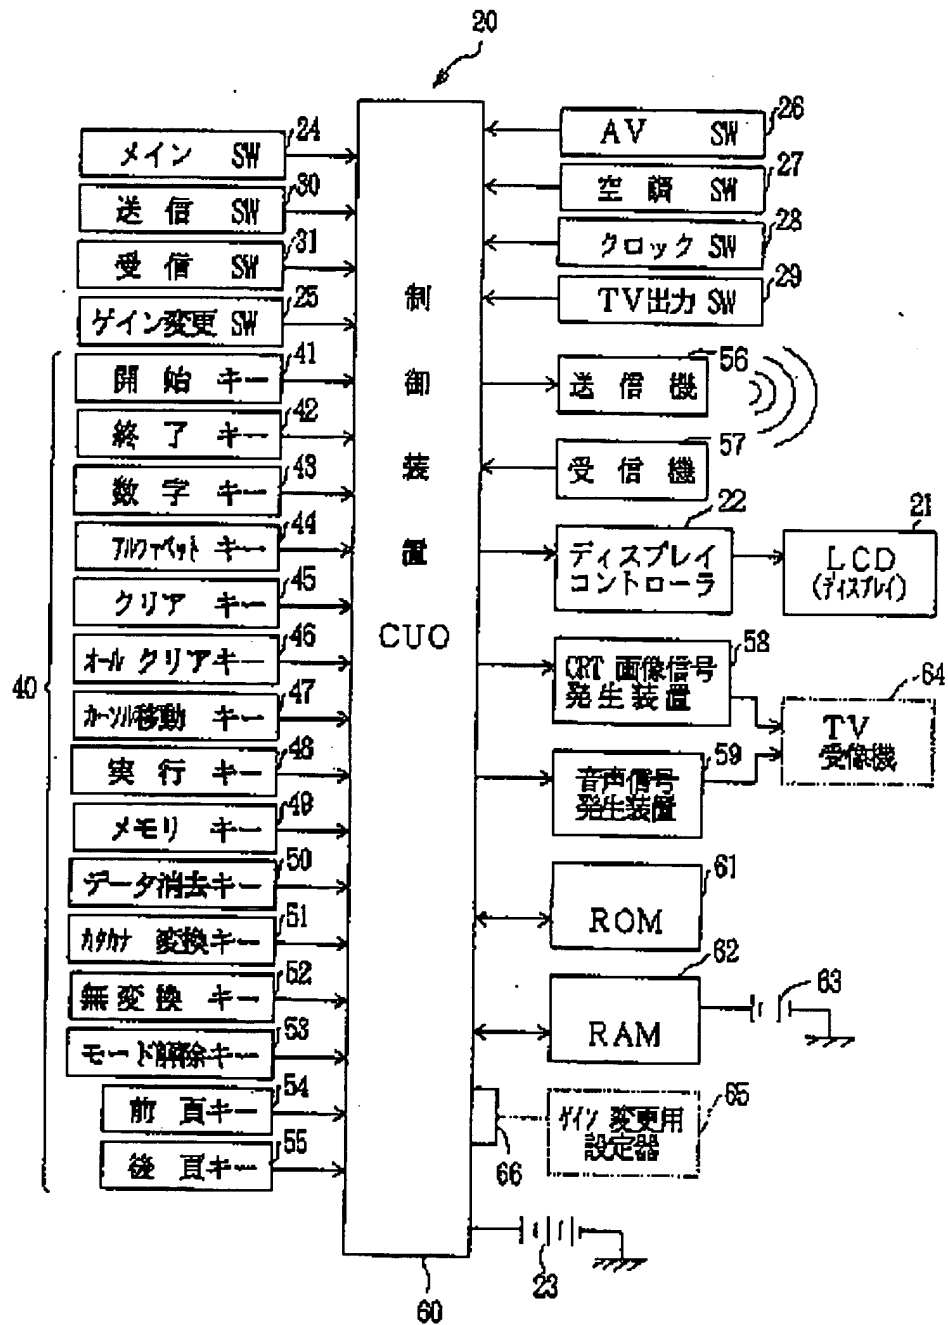 20
24
メイン SW
30
送信 SW
31
受信 SW
25
ゲイン変更 SW
41
開始 キー
42
終了 キー
43
数字 キー
44
アルファベット キー
45
クリア キー
46
オール クリアキー
47
カーソル移動 キー
48
実行 キー
49
メモリ キー
50
データ消去キー
51
カタカナ 変換キー
52
無変換 キー
53
モード解除キー
54
前頁キー
55
後頁キー
40
制御装置
CUO
60
26
AV SW
27
空調 SW
28
クロック SW
29
TV出力 SW
56
送信機
57
受信機
22
ディスプレイ
コントローラ
21
LCD
(ディスプレイ)
58
CRT 画像信号
発生装置
59
音声信号
発生装置
64
TV
受像機
61
ROM
62
RAM
63
65
ゲイン 変更用
設定器
66
23